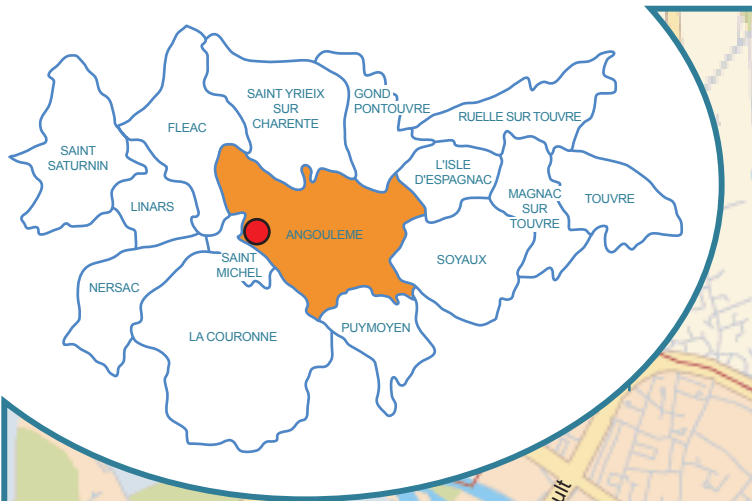 SAINT YRIEIX
SUR
CHARENTE
GOND
PONTOUVRE
RUELLE SUR TOUVRE
FLEAC
SAINT
SATURNIN
L'ISLE
D'ESPAGNAC
MAGNAC
SUR
TOUVRE
TOUVRE
LINARS
ANGOULEME
SAINT
MICHEL
SOYAUX
NERSAC
LA COURONNE
PUYMOYEN
ult